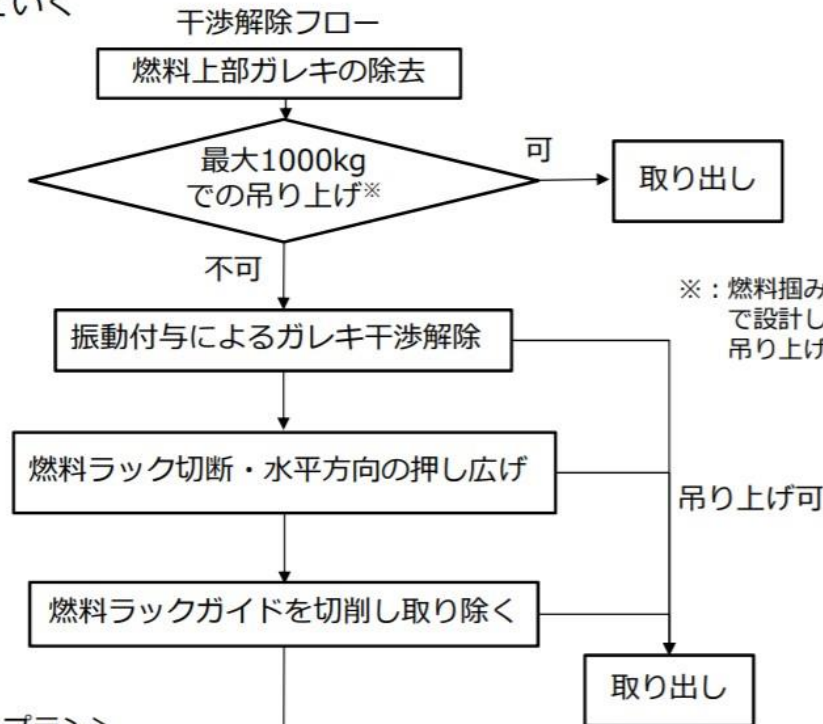 いく
干渉解除フロー
燃料上部ガレキの除去
最大1000kg
での吊り上げ※
可
取り出し
不可
※：燃料掴み
で設計し
吊り上げ
振動付与によるガレキ干渉解除
燃料ラック切断・水平方向の押し広げ
吊り上げ可
燃料ラックガイドを切削し取り除く
取り出し
プラン＞